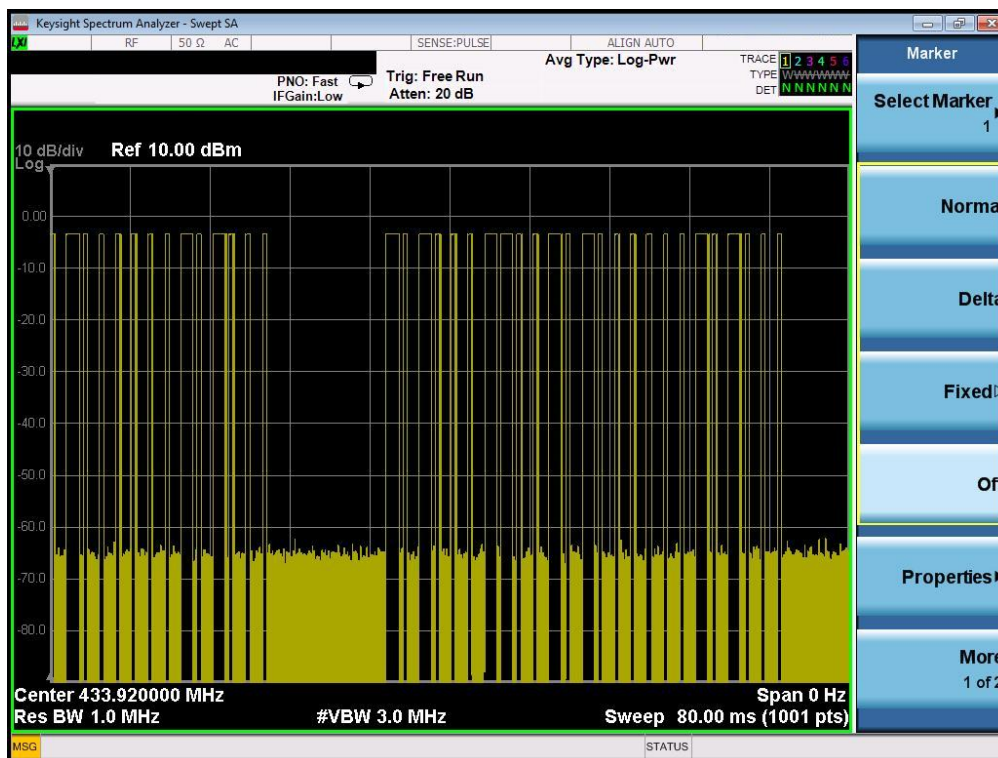 Keysight Spectrum Analyzer - Swept SA
LXI RF 50 Ω AC SENSE:PULSE ALIGN AUTO
Marker
Avg Type: Log-Pwr
TRACE 1 2 3 4 5 6
TYPE WWWWWW
DET N N N N N N
PNO: Fast
IFGain:Low
Trig: Free Run
Atten: 20 dB
Select Marker
1
10 dB/div Ref 10.00 dBm
Log
Norma
0.00
-10.0
Delta
-20.0
-30.0
Fixed
-40.0
-50.0
Of
-60.0
-70.0
Properties
-80.0
More
1 of 2
Center 433.920000 MHz Span 0 Hz
Res BW 1.0 MHz #VBW 3.0 MHz Sweep 80.00 ms (1001 pts)
MSG STATUS